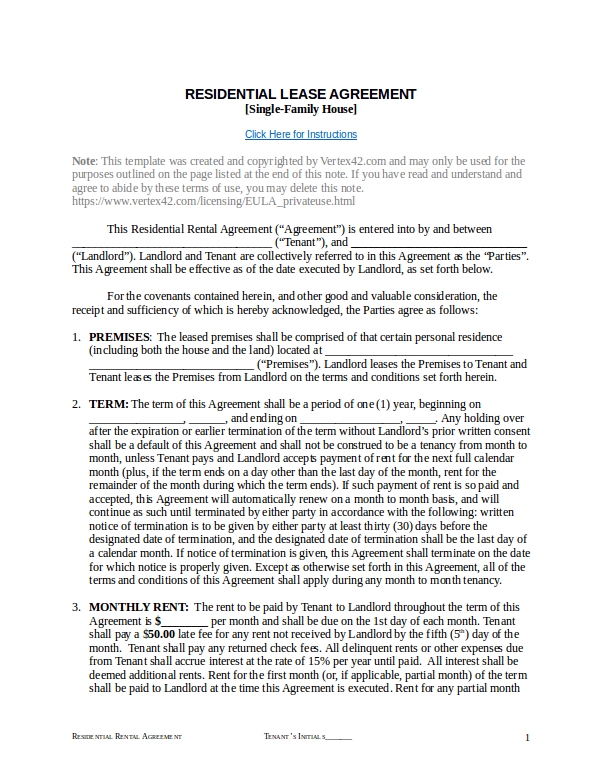 RESIDENTIAL LEASE AGREEMENT
[Single-Family House]
Click Here for Instructions
Note: This template was created and copyrighted by Vertex42.com and may only be used for the
purposes outlined on the page listed at the end of this note. If you have read and understand and
agree to abide by these terms of use, you may delete this note.
https://www.vertex42.com/licensing/EULA_privateuse.html
This Residential Rental Agreement (“Agreement”) is entered into by and between
_________________________________ (“Tenant”), and _____________________________
(“Landlord”). Landlord and Tenant are collectively referred to in this Agreement as the “Parties”.
This Agreement shall be effective as of the date executed by Landlord, as set forth below.
For the covenants contained herein, and other good and valuable consideration, the
receipt and sufficiency of which is hereby acknowledged, the Parties agree as follows:
1. PREMISES: The leased premises shall be comprised of that certain personal residence
(including both the house and the land) located at _______________________________
___________________________ (“Premises”). Landlord leases the Premises to Tenant and
Tenant leases the Premises from Landlord on the terms and conditions set forth herein.
2. TERM: The term of this Agreement shall be a period of one (1) year, beginning on
________________, ______, and ending on _________________, _____. Any holding over
after the expiration or earlier termination of the term without Landlord’s prior written consent
shall be a default of this Agreement and shall not be construed to be a tenancy from month to
month, unless Tenant pays and Landlord accepts payment of rent for the next full calendar
month (plus, if the term ends on a day other than the last day of the month, rent for the
remainder of the month during which the term ends). If such payment of rent is so paid and
accepted, this Agreement will automatically renew on a month to month basis, and will
continue as such until terminated by either party in accordance with the following: written
notice of termination is to be given by either party at least thirty (30) days before the
designated date of termination, and the designated date of termination shall be the last day of
a calendar month. If notice of termination is given, this Agreement shall terminate on the date
for which notice is properly given. Except as otherwise set forth in this Agreement, all of the
terms and conditions of this Agreement shall apply during any month to month tenancy.
3. MONTHLY RENT: The rent to be paid by Tenant to Landlord throughout the term of this
Agreement is $________ per month and shall be due on the 1st day of each month. Tenant
shall pay a $50.00 late fee for any rent not received by Landlord by the fifth (5th) day of the
month. Tenant shall pay any returned check fees. All delinquent rents or other expenses due
from Tenant shall accrue interest at the rate of 15% per year until paid. All interest shall be
deemed additional rents. Rent for the first month (or, if applicable, partial month) of the term
shall be paid to Landlord at the time this Agreement is executed. Rent for any partial month
Residential Rental Agreement Tenant’s Initials______ 1